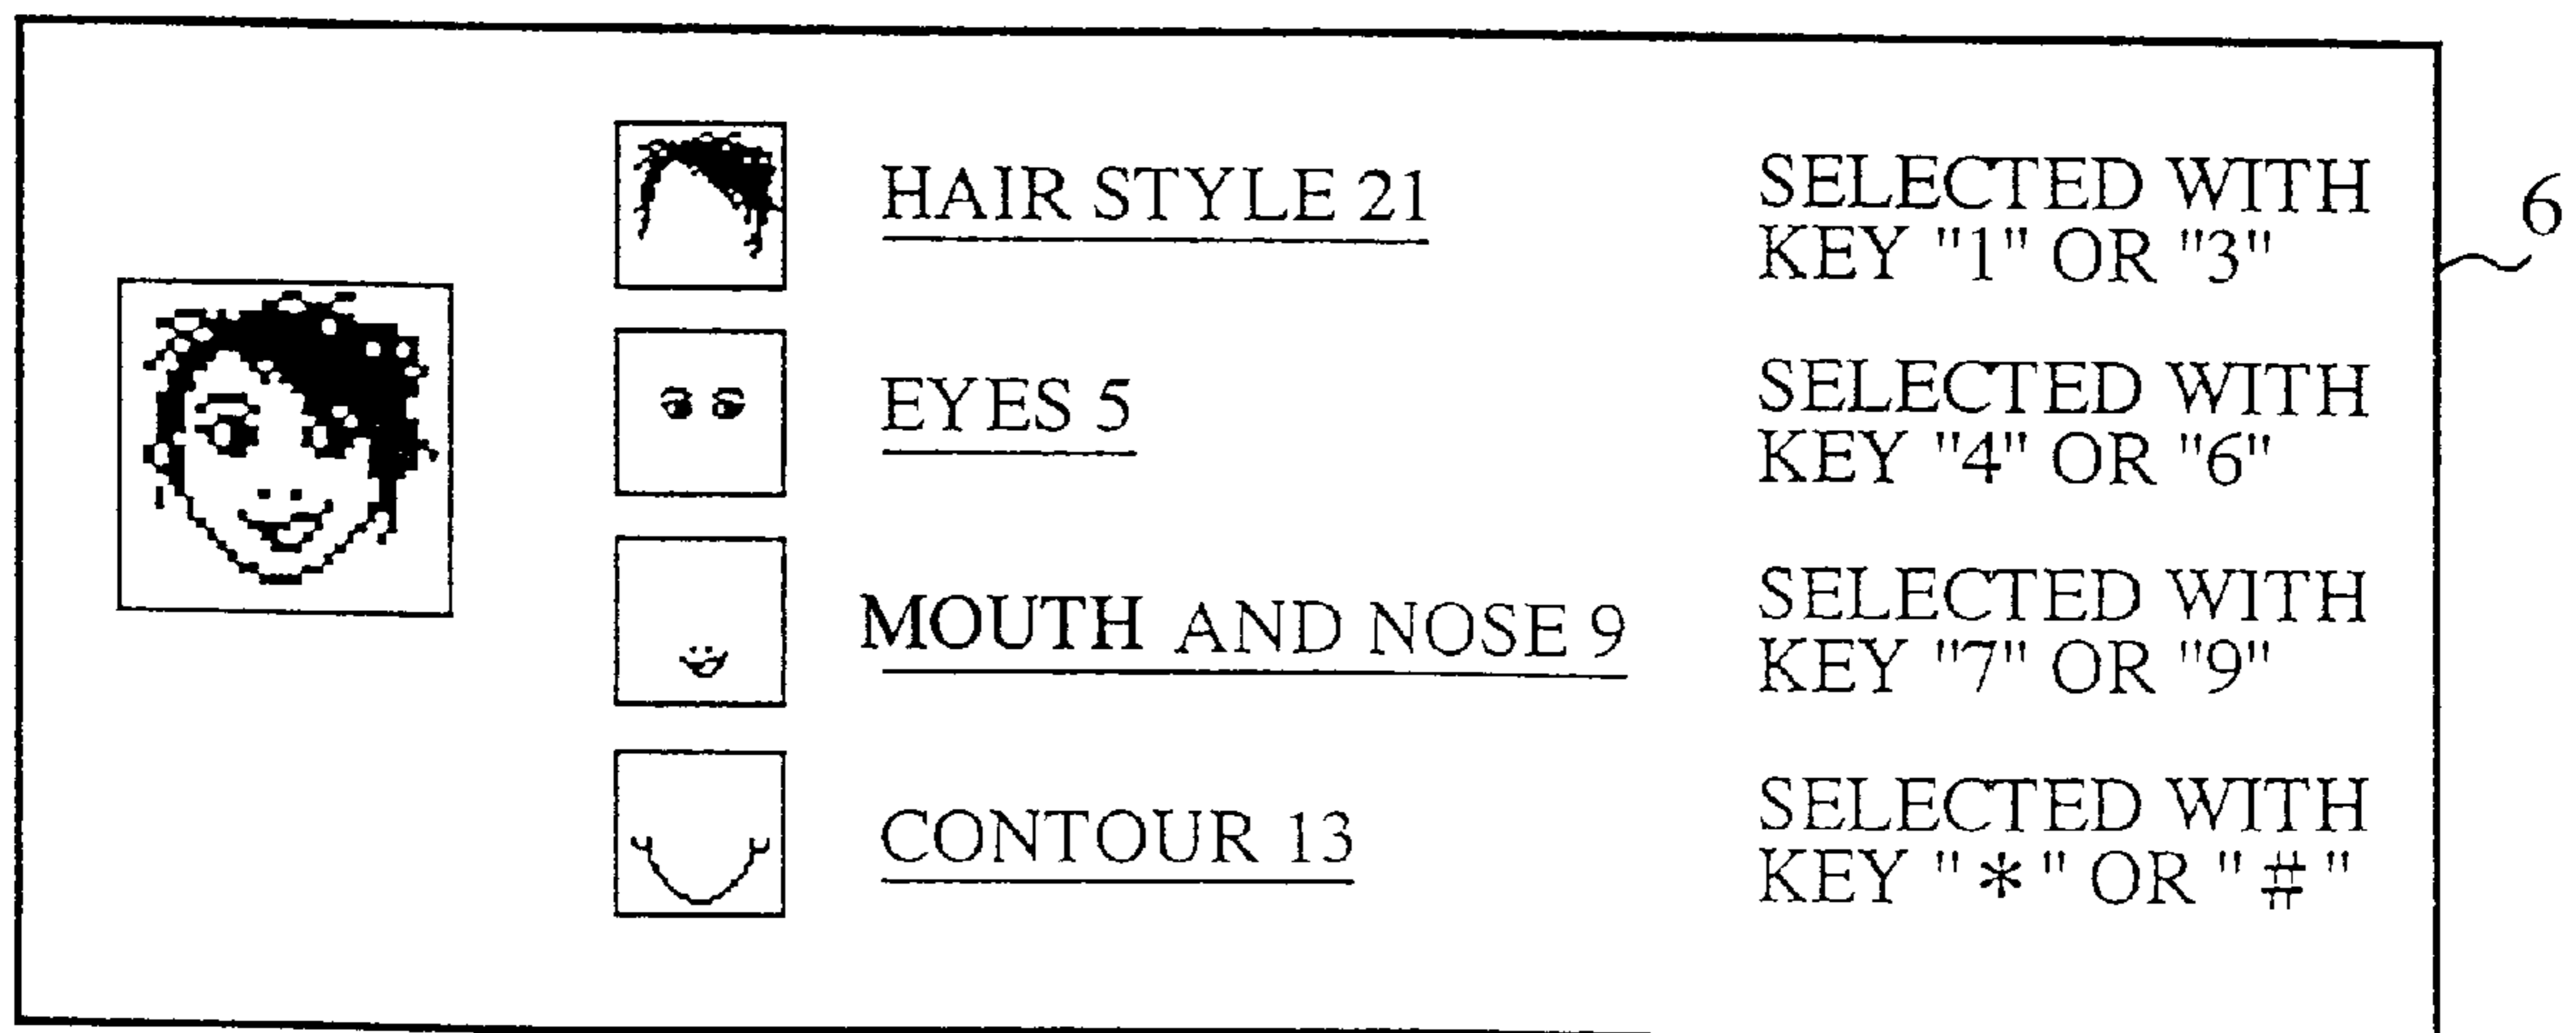 HAIR STYLE 21
SELECTED WITH
KEY "1" OR "3"
6
EYES 5
SELECTED WITH
KEY "4" OR "6"
MOUTH AND NOSE 9
SELECTED WITH
KEY "7" OR "9"
CONTOUR 13
SELECTED WITH
KEY "*" OR "#"